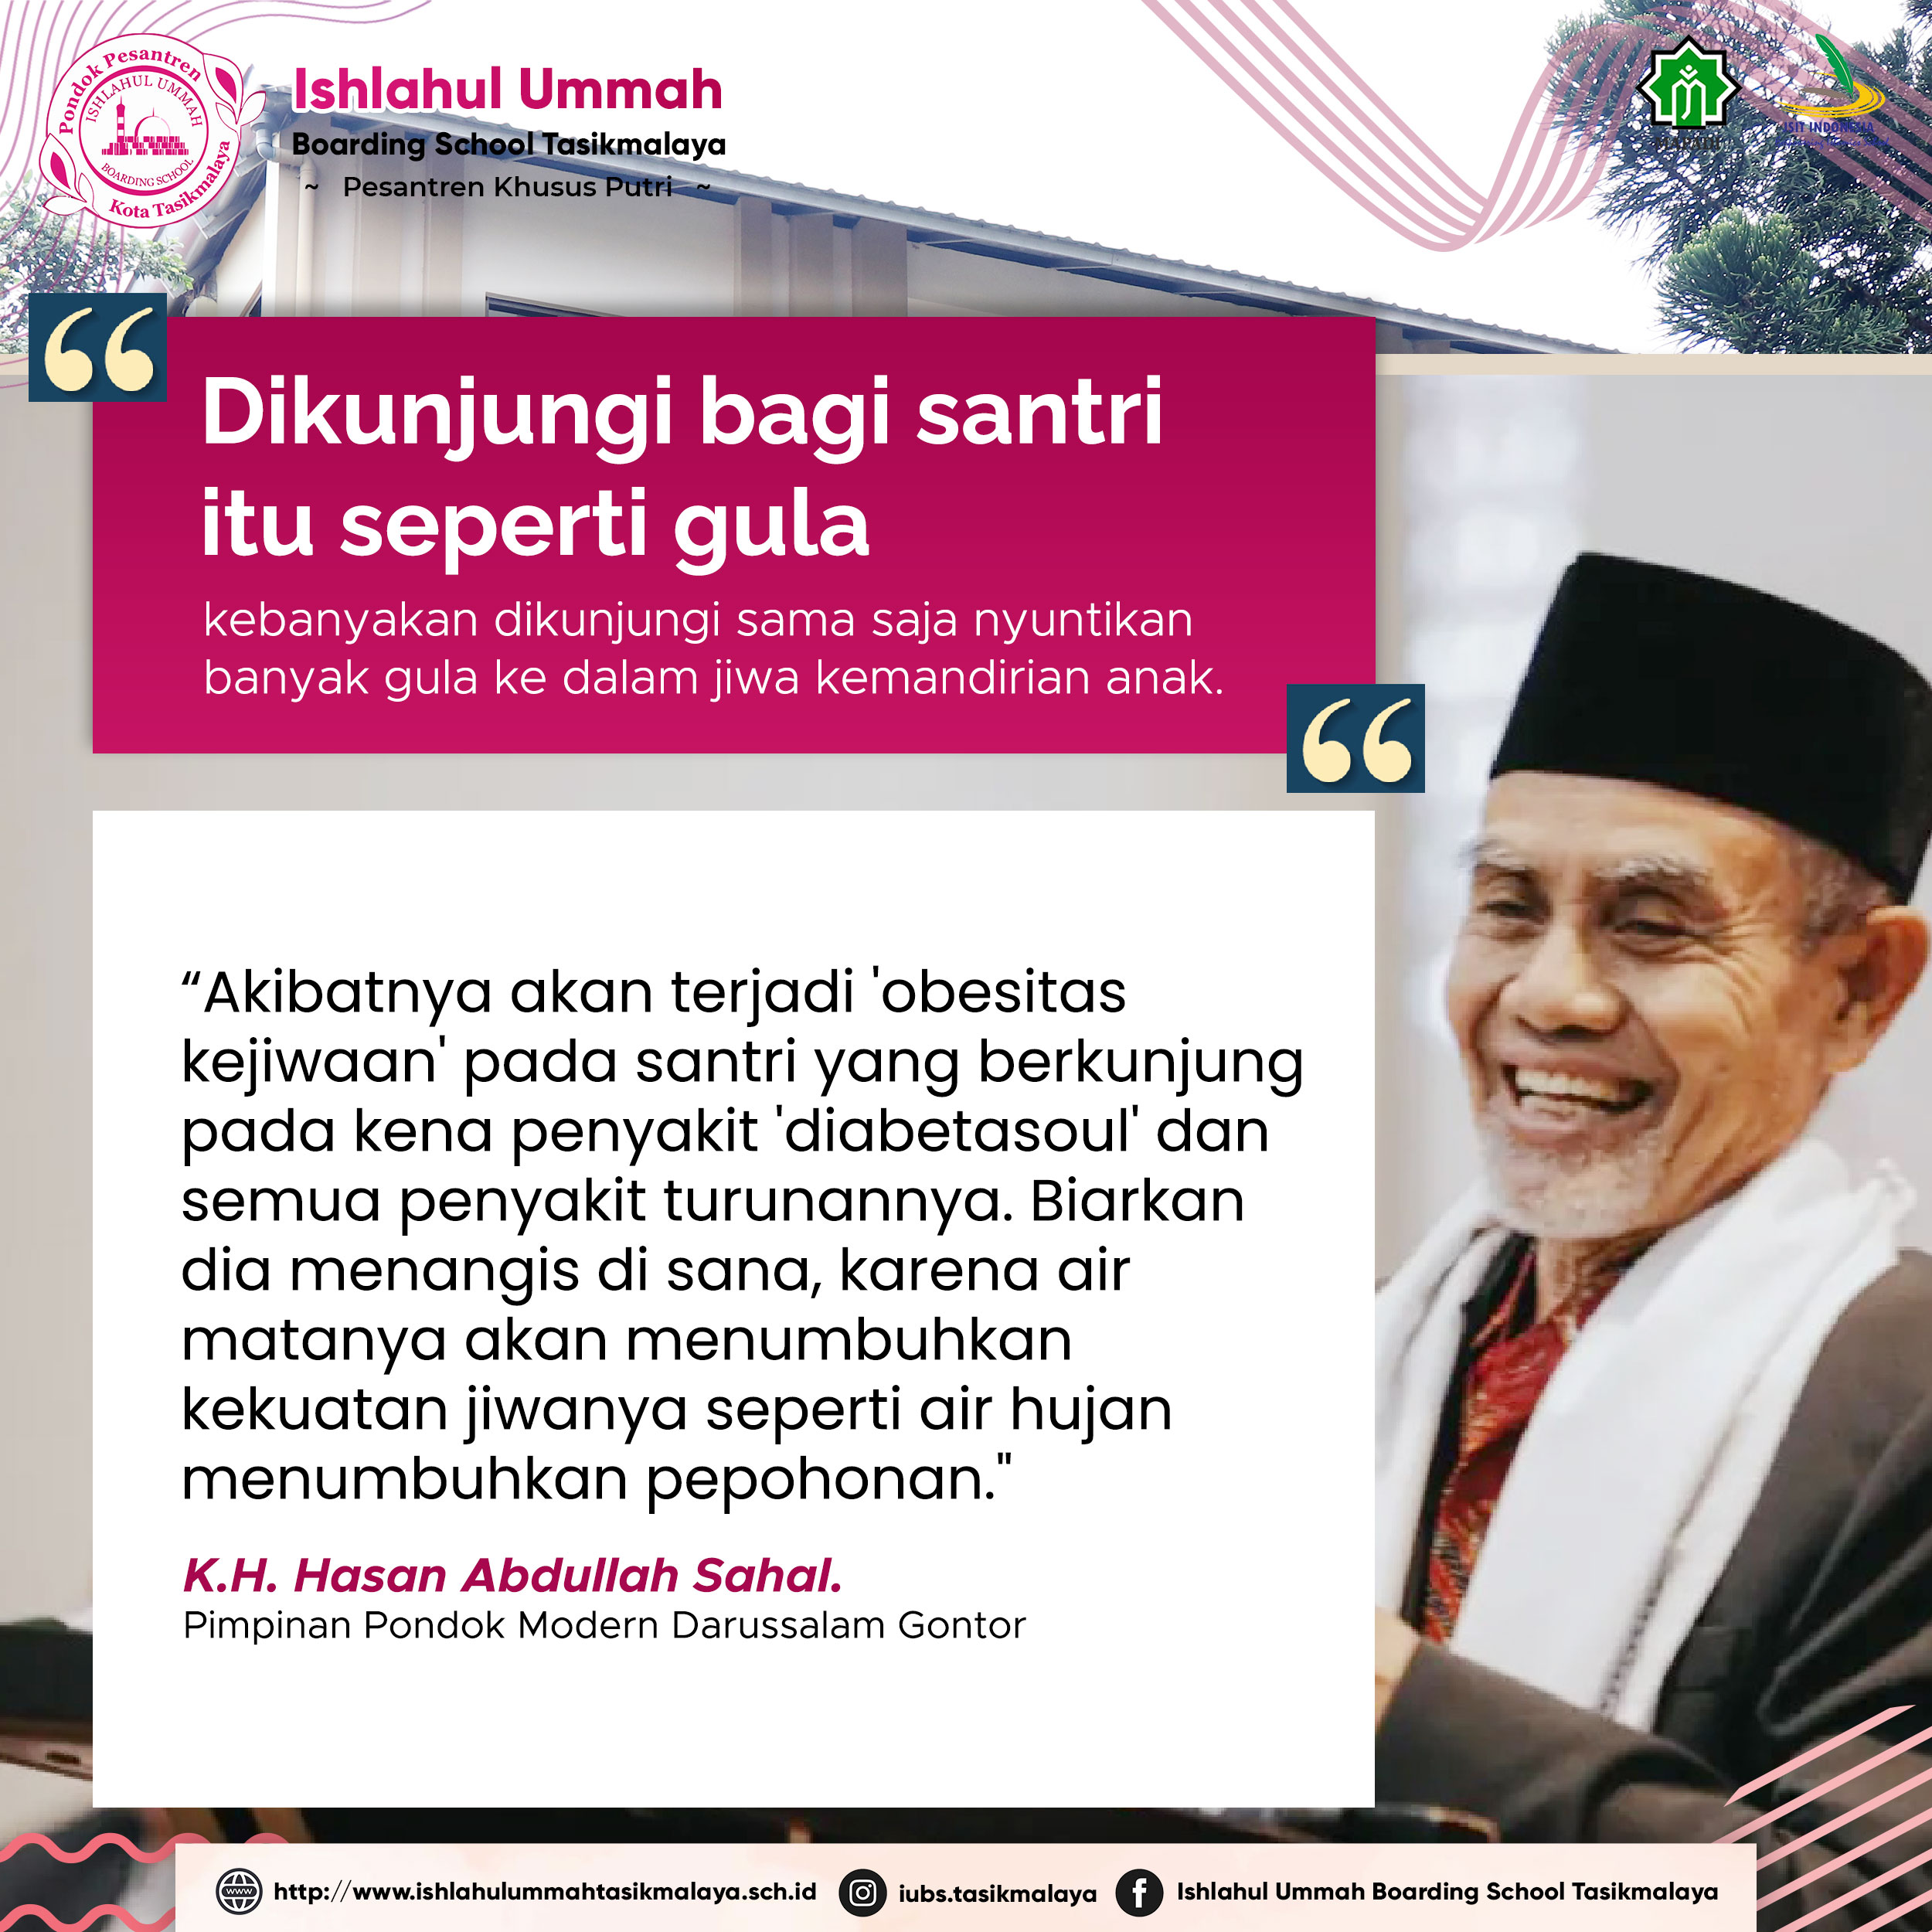 Pondok Pesantren
ISHLAHUL UMMAH
BOARDING SCHOOL
Kota Tasikmalaya
Ishlahul Ummah
Boarding School Tasikmalaya
~ Pesantren Khusus Putri ~
JSIT INDONESIA
Dikunjungi bagi santri
itu seperti gula
kebanyakan dikunjungi sama saja nyuntikan
banyak gula ke dalam jiwa kemandirian anak.
“Akibatnya akan terjadi 'obesitas
kejiwaan' pada santri yang berkunjung
pada kena penyakit 'diabetasoul' dan
semua penyakit turunannya. Biarkan
dia menangis di sana, karena air
matanya akan menumbuhkan
kekuatan jiwanya seperti air hujan
menumbuhkan pepohonan."
K.H. Hasan Abdullah Sahal.
Pimpinan Pondok Modern Darussalam Gontor
www http://www.ishlahulummahtasikmalaya.sch.id iubs.tasikmalaya Ishlahul Ummah Boarding School Tasikmalaya